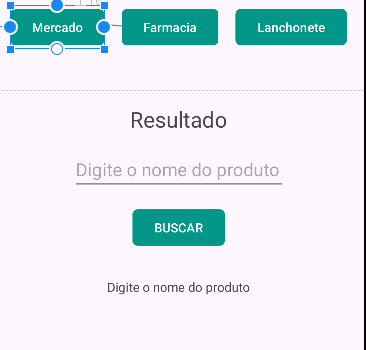 Mercado Farmacia Lanchonete
Resultado
Digite o nome do produto
BUSCAR
Digite o nome do produto